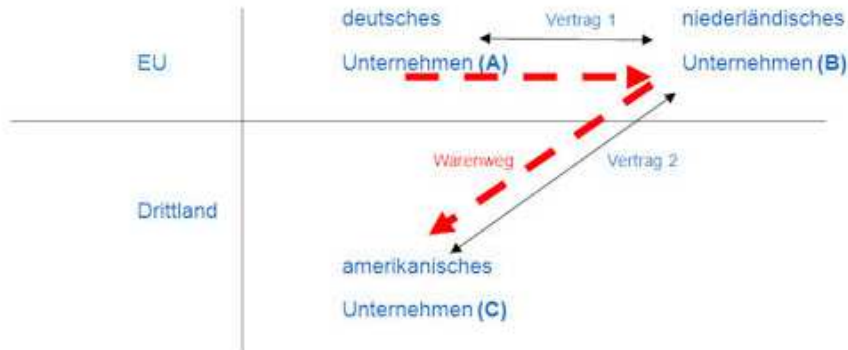 deutsches
Vertrag 1
niederländisches
EU
Unternehmen (A)
Unternehmen (B)
Warenweg
Vertrag 2
Drittland
amerikanisches
Unternehmen (C)